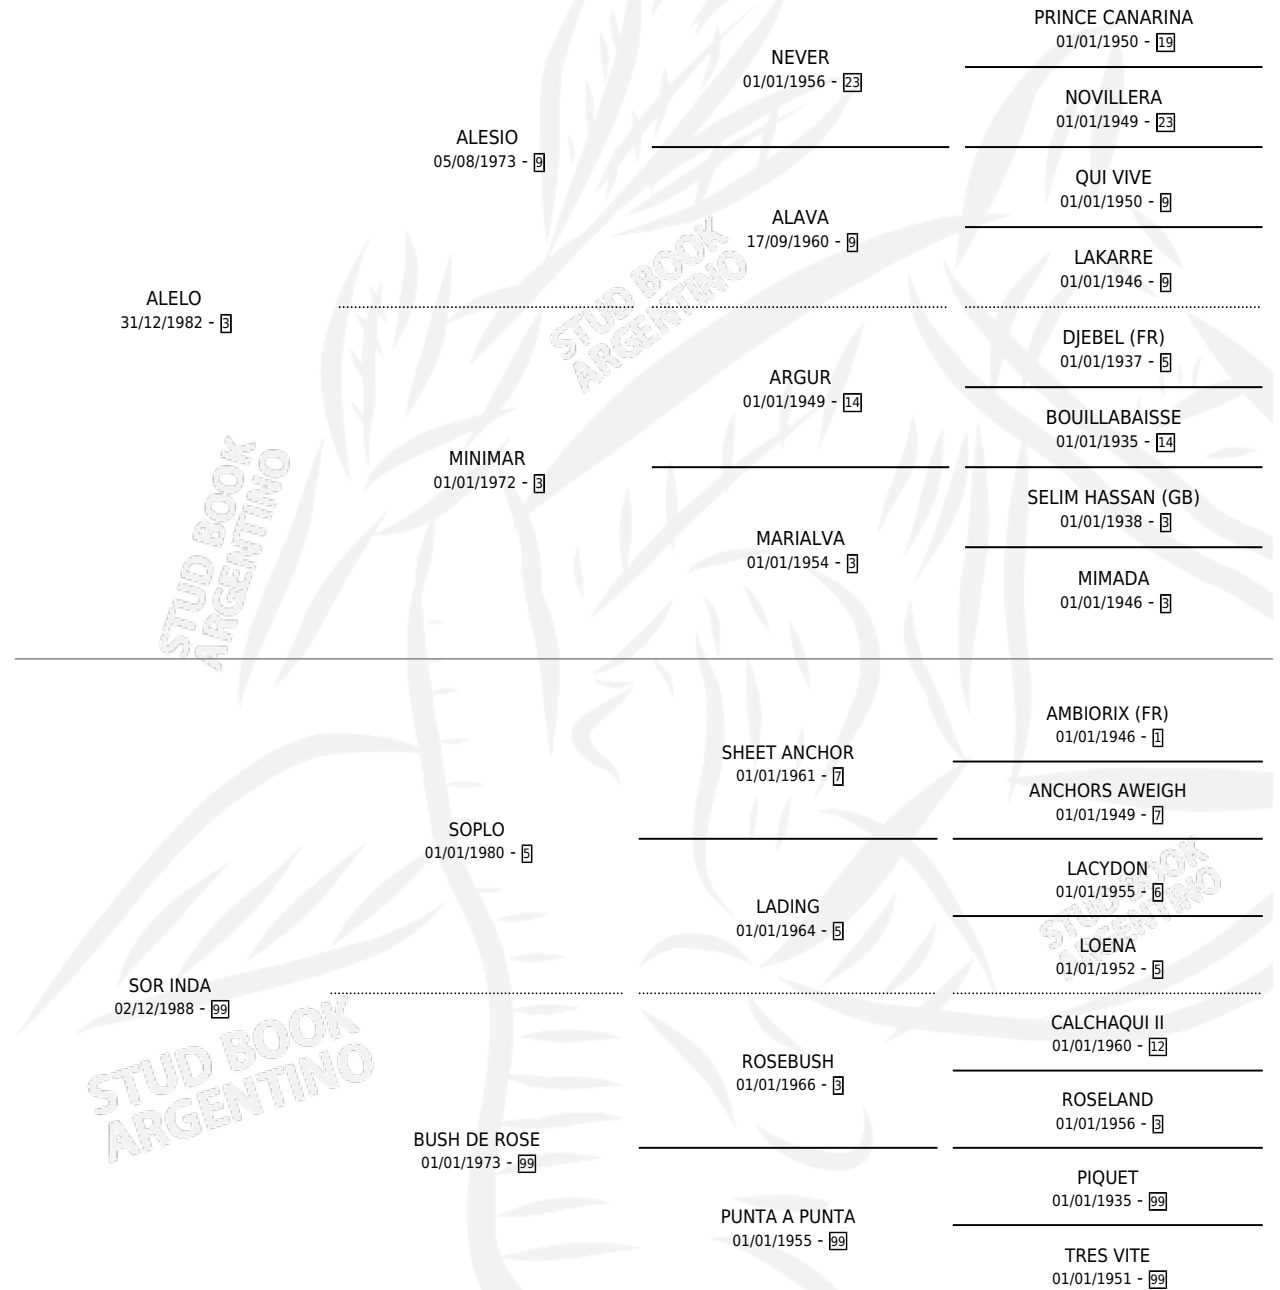 PRINCE CANARINA
01/01/1950 - 19
NEVER
01/01/1956 - 23
NOVILLERA
01/01/1949 - 23
ALESIO
05/08/1973 - 9
QUI VIVE
01/01/1950 - 9
ALAVA
17/09/1960 - 9
LAKARRE
01/01/1946 - 9
ALELO
31/12/1982 - 3
STUD BOOK
ARGENTINO
DJEBEL (FR)
01/01/1937 - 5
ARGUR
01/01/1949 - 14
BOUILLABAISSE
01/01/1935 - 14
MINIMAR
01/01/1972 - 3
SELIM HASSAN (GB)
01/01/1938 - 3
MARIALVA
01/01/1954 - 3
MIMADA
01/01/1946 - 3
STUD BOOK
ARGENTINO
AMBIORIX (FR)
01/01/1946 - 1
SHEET ANCHOR
01/01/1961 - 7
ANCHORS AWEIGH
01/01/1949 - 7
SOPLO
01/01/1980 - 5
LACYDON
01/01/1955 - 6
LADING
01/01/1964 - 5
LOENA
01/01/1952 - 5
STUD BOOK
ARGENTINO
SOR INDA
02/12/1988 - 99
CALCHAQUI II
01/01/1960 - 12
ROSEBUSH
01/01/1966 - 3
ROSELAND
01/01/1956 - 3
STUD BOOK
ARGENTINO
BUSH DE ROSE
01/01/1973 - 99
PIQUET
01/01/1935 - 99
PUNTA A PUNTA
01/01/1955 - 99
TRES VITE
01/01/1951 - 99